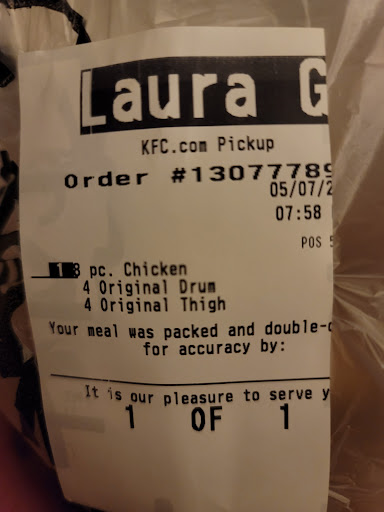 Laura G
KFC.com Pickup
Order #13077789
05/07/2
07:58
POS 5
1 8 pc. Chicken
4 Original Drum
4 Original Thigh
Your meal was packed and double-c
for accuracy by:
It is our pleasure to serve y
1 OF 1